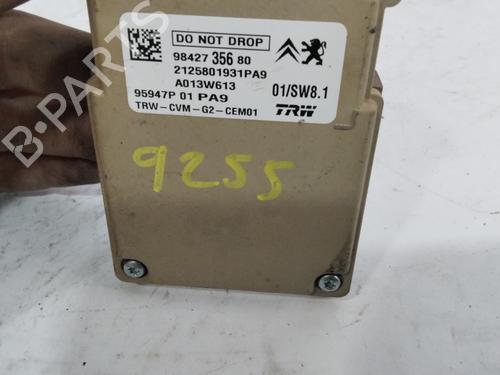 DO NOT DROP
98427 356 80
2125801931PA9
A013W613
01/SW8.1
95947P 01 PA9
TRW-CVM-G2-CEM01
TRW
9255
B-PARTS